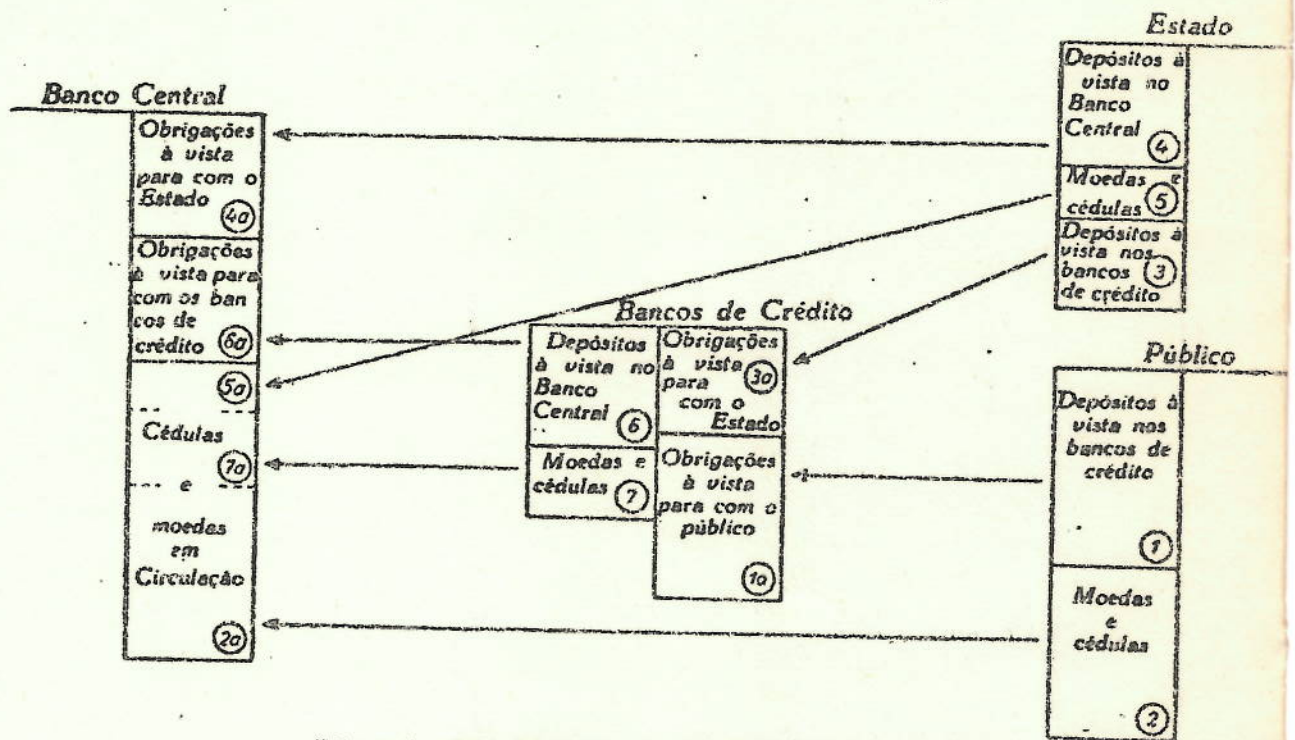 Banco Central
Obrigações
à vista
para com o
Estado
4a
Obrigações
à vista para
com os ban
cos de
crédito
6a
5a
Cédulas
7a
e
moedas
em
Circulação
2a
Bancos de Crédito
Depósitos
à vista no
Banco
Central
6
Moedas e
cédulas
7
Obrigações
à vista
para
com o
Estado
3a
Obrigações
à vista
para com o
público
1a
Estado
Depósitos à
vista no
Banco
Central
4
Moedas e
cédulas
5
Depósitos à
vista nos
bancos
de crédito
3
Público
Depósitos à
vista nos
bancos de
crédito
1
Moedas
e
cédulas
2